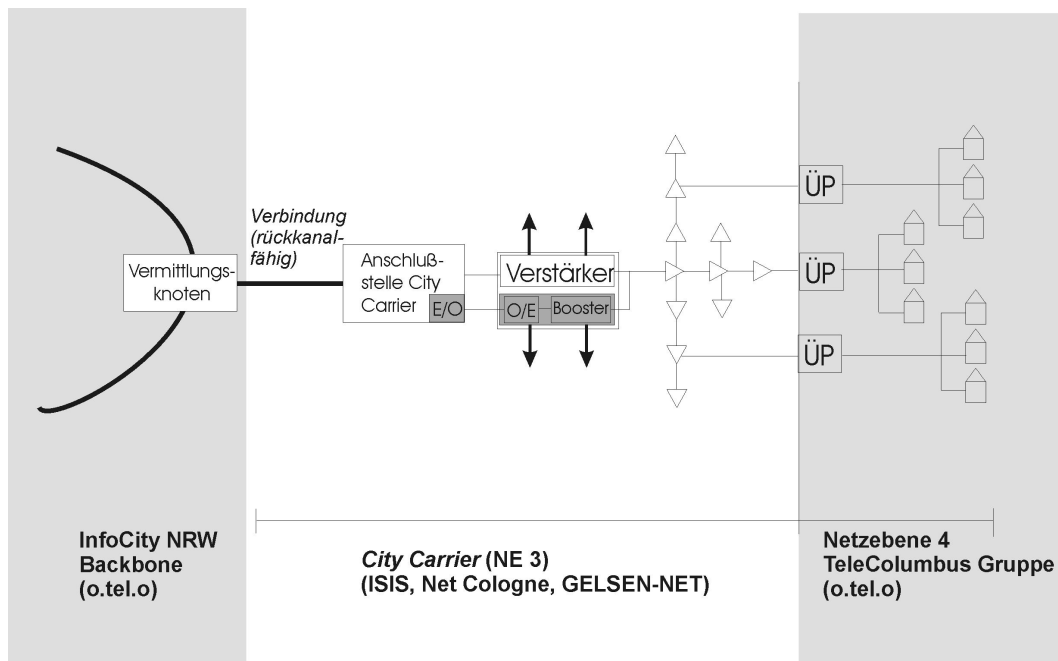 Verbindung
(rückkanal-
fähig)
Vermittlungs-
knoten
Anschluß-
stelle City
Carrier
E/O
Verstärker
O/E
Booster
ÜP
ÜP
ÜP
InfoCity NRW
Backbone
(o.tel.o)
City Carrier (NE 3)
(ISIS, Net Cologne, GELSEN-NET)
Netzebene 4
TeleColumbus Gruppe
(o.tel.o)